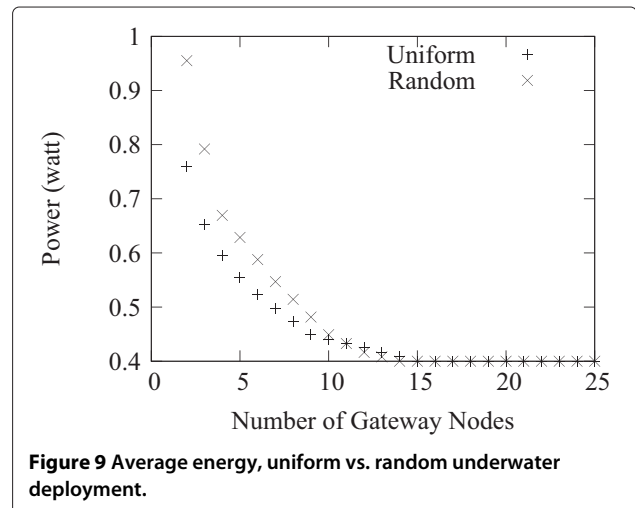 1
0.9
0.8
0.7
0.6
0.5
0.4
Power (watt)
Uniform
Random
0 5 10 15 20 25
Number of Gateway Nodes
Figure 9 Average energy, uniform vs. random underwater
deployment.